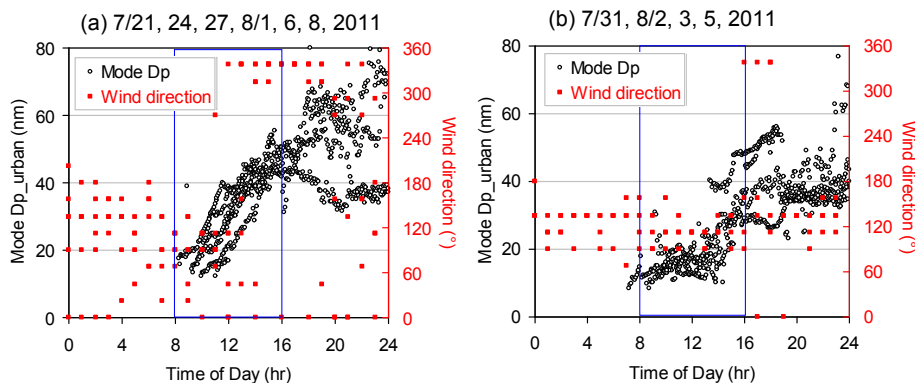 (a) 7/21, 24, 27, 8/1, 6, 8, 2011
80
60
40
20
0
Mode Dp_urban (nm)
Mode Dp
Wind direction
360
300
240
180
120
60
0
Wind direction (°)
0 4 8 12 16 20 24
Time of Day (hr)
(b) 7/31, 8/2, 3, 5, 2011
80
60
40
20
0
Mode Dp_urban (nm)
Mode Dp
Wind direction
360
300
240
180
120
60
0
Wind direction (°)
0 4 8 12 16 20 24
Time of Day (hr)